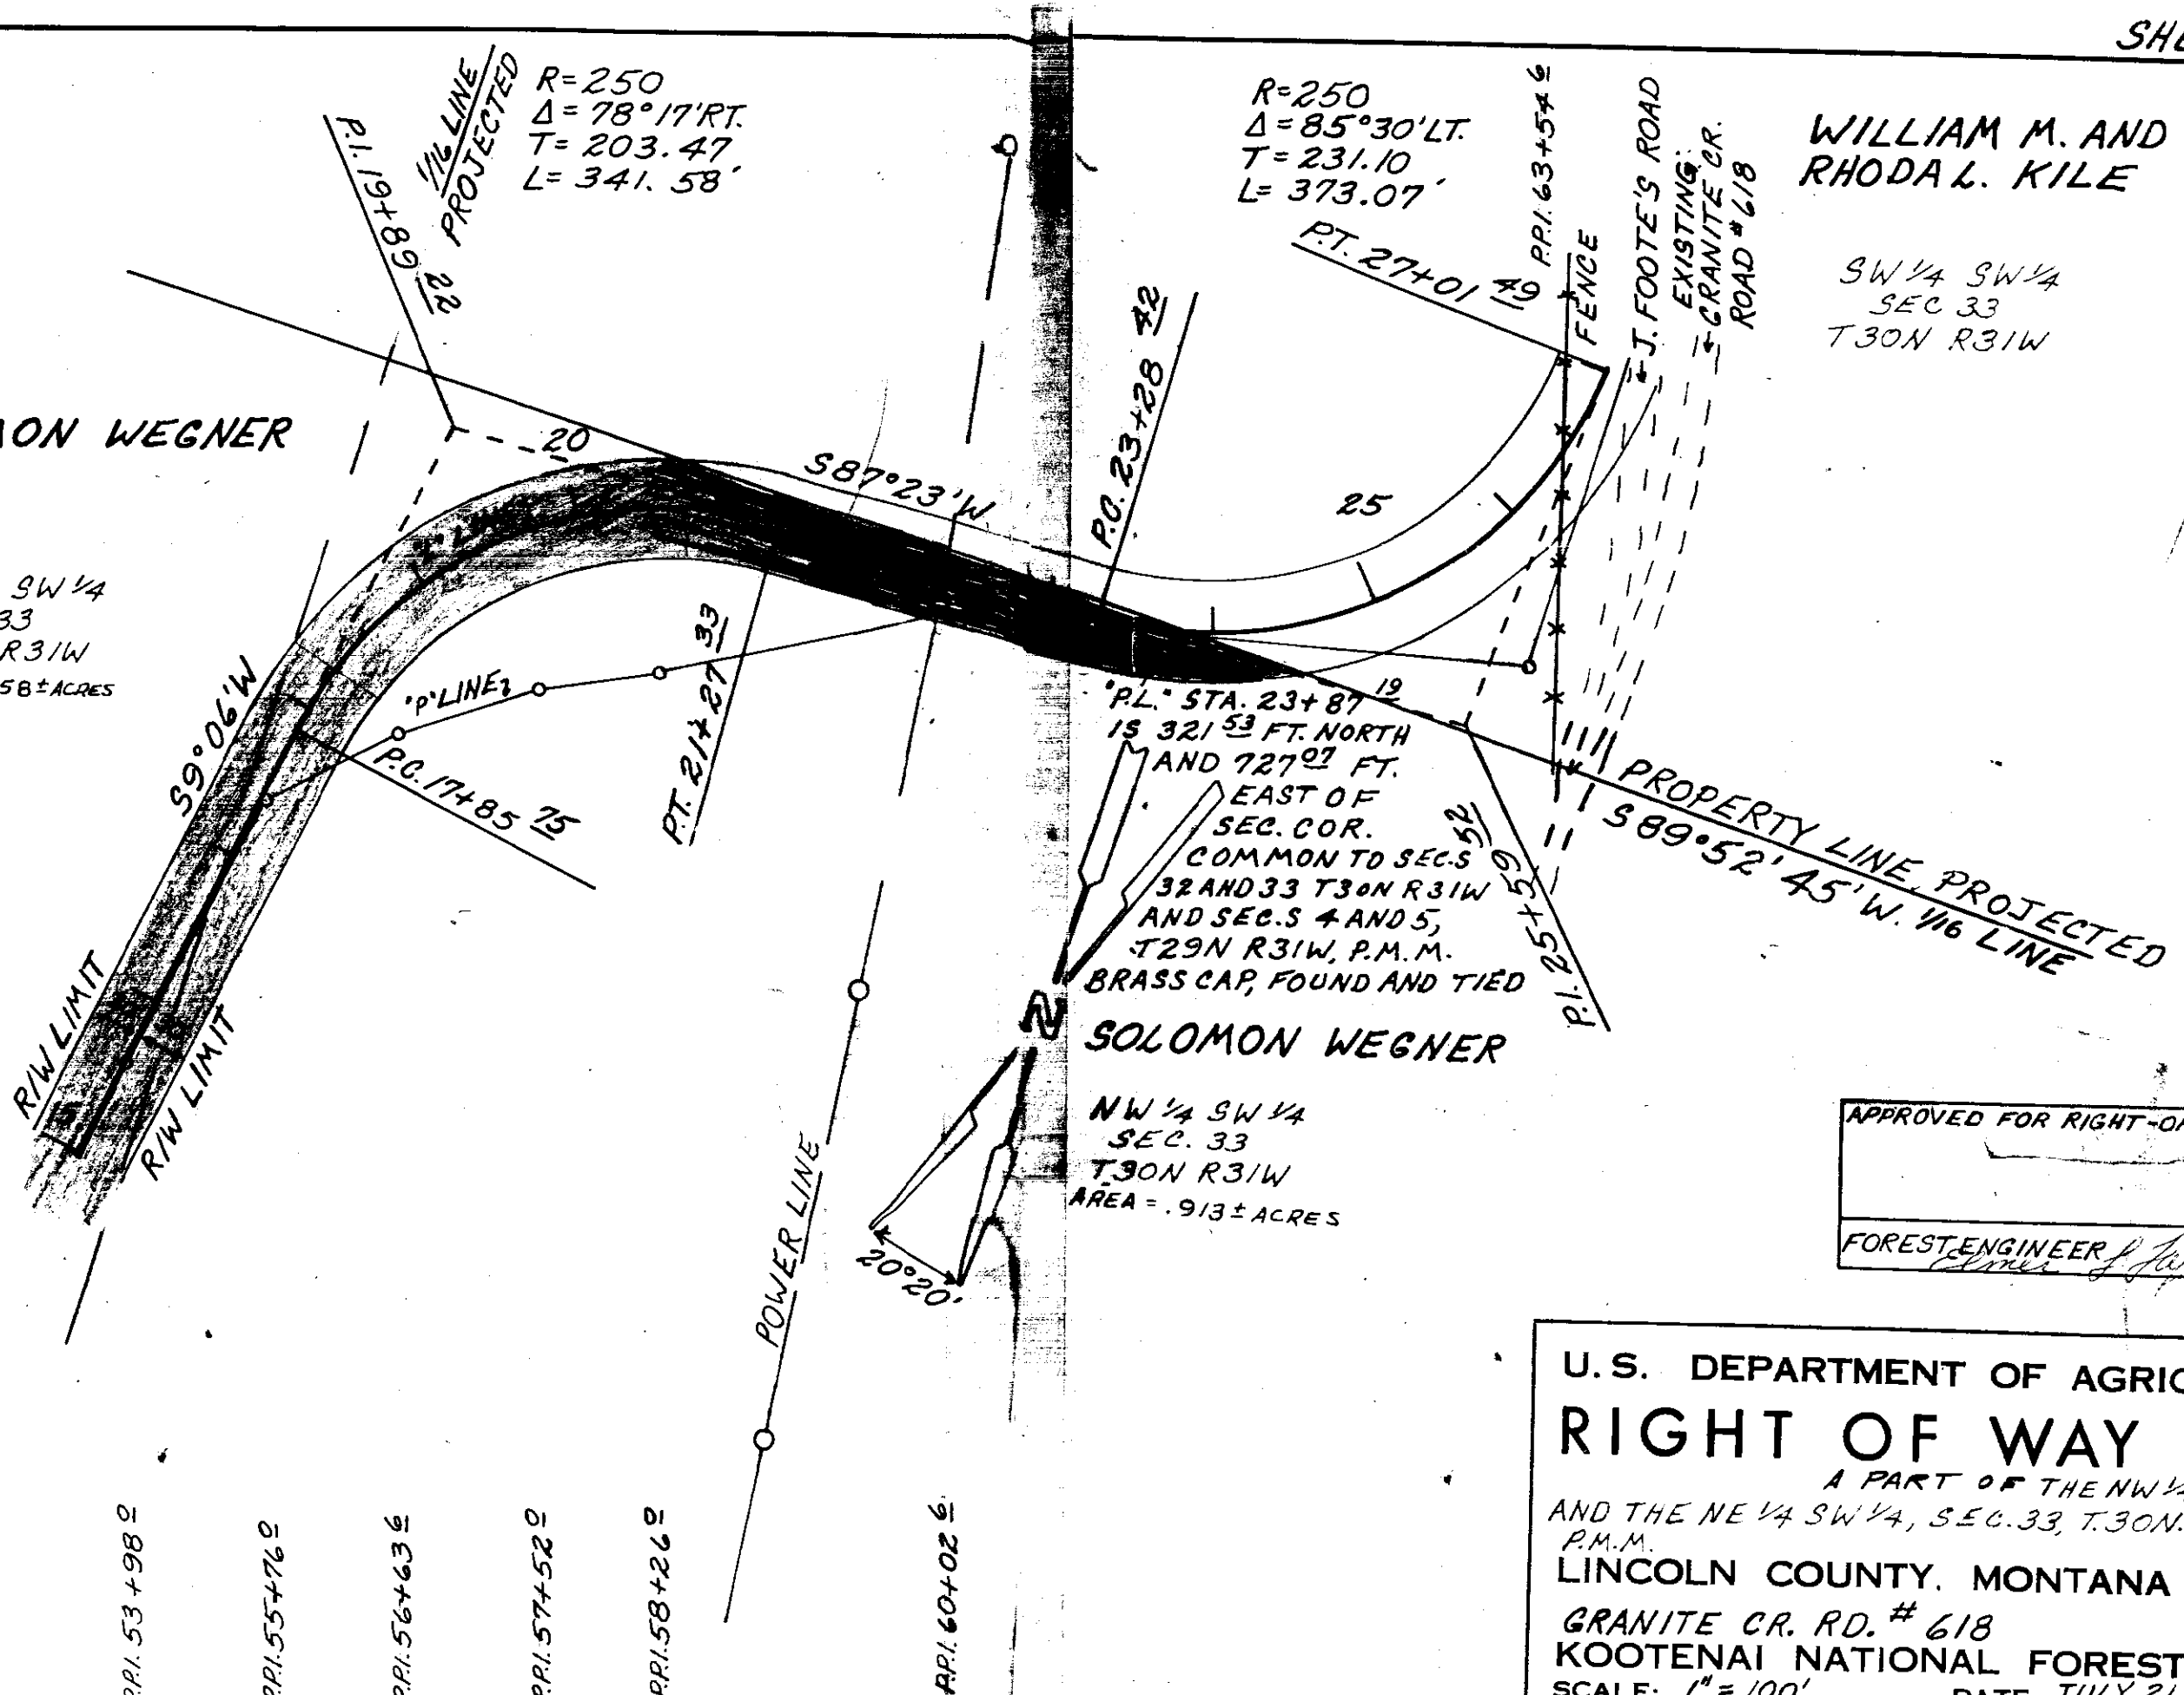 1/16 LINE
PROJECTED
P.I. 19+89 22
R=250
Δ=78°17'RT.
T=203.47
L=341.58'
R=250
Δ=85°30'LT.
T=231.10
L=373.07'
P.T. 27+01 49
P.P.I. 63+54 6
FENCE
J. FOOTE'S ROAD
EXISTING
GRANITE CR.
ROAD #618
WILLIAM M. AND
RHODA L. KILE
SW 1/4 SW 1/4
SEC 33
T30N R31W
ON WEGNER
SW 1/4
33
R31W
58± ACRES
20
S87°23'W
P.C. 23+28 42
25
"L" LINE
S9°06'W
"P" LINE
P.C. 17+85 75
P.T. 21+27 33
"P.L." STA. 23+87 19
IS 321 53 FT. NORTH
AND 727 07 FT.
EAST OF
SEC. COR.
COMMON TO SEC.S
32 AND 33 T30N R31W
AND SEC.S 4 AND 5,
T29N R31W, P.M.M.
BRASS CAP, FOUND AND TIED
P.I. 25+59 52
PROPERTY LINE, PROJECTED
S89°52'45"W. 1/16 LINE
R/W LIMIT
R/W LIMIT
15
N
20°20'
SOLOMON WEGNER
NW 1/4 SW 1/4
SEC. 33
T30N R31W
AREA = .913± ACRES
POWER LINE
P.P.I. 53+98 0
P.P.I. 55+76 0
P.P.I. 56+63 6
P.P.I. 57+52 0
P.P.I. 58+26 0
P.P.I. 60+02 6
APPROVED FOR RIGHT-O
FOREST ENGINEER Elmer
U.S. DEPARTMENT OF AGRIC
RIGHT OF WAY
A PART OF THE NW 1/4
AND THE NE 1/4 SW 1/4, SEC. 33, T.30N.
P.M.M.
LINCOLN COUNTY. MONTANA
GRANITE CR. RD. # 618
KOOTENAI NATIONAL FOREST
SCALE: 1" = 100' DATE JULY 21